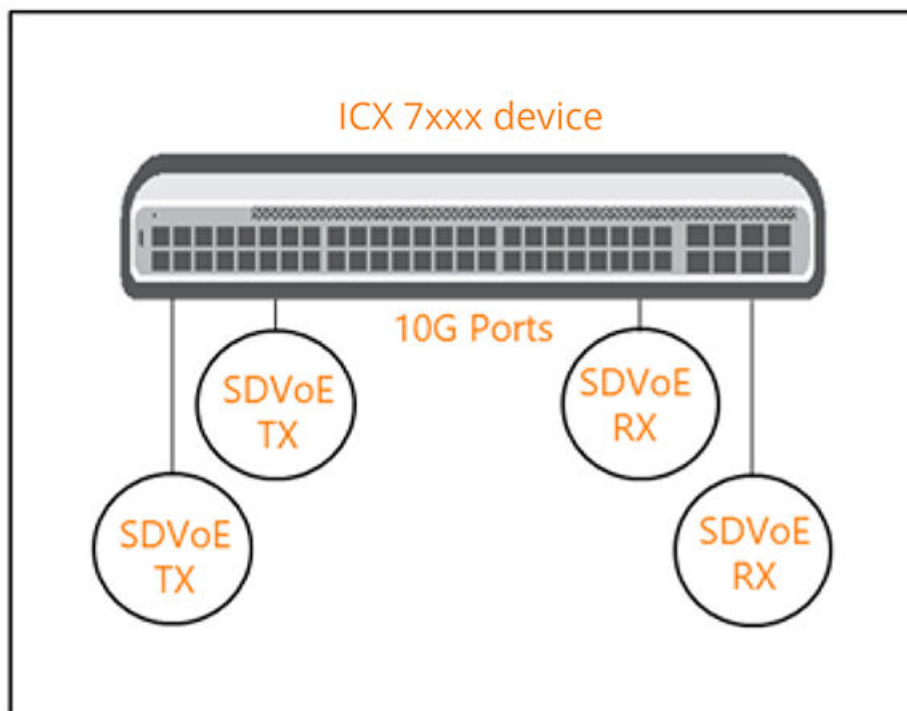 ICX 7xxx device
10G Ports
SDVoE
TX
SDVoE
RX
SDVoE
TX
SDVoE
RX